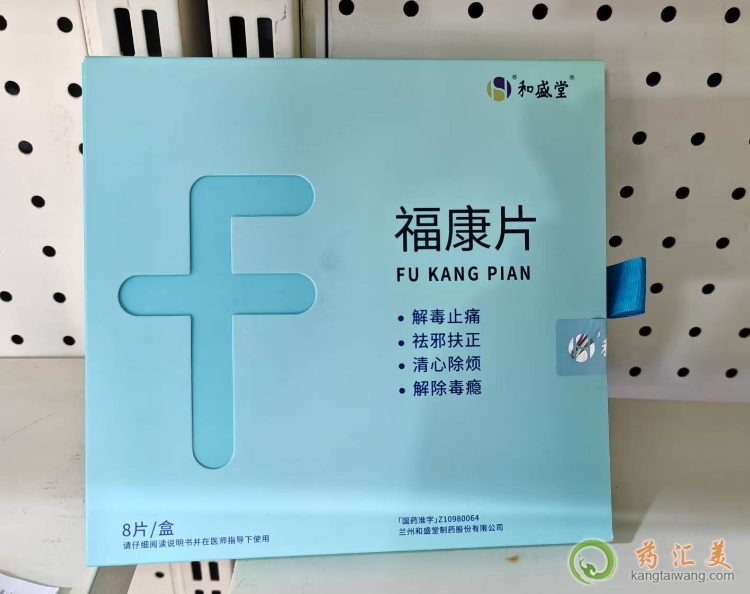 和盛堂®
福康片
FU KANG PIAN
• 解毒止痛
• 祛邪扶正
• 清心除烦
• 解除毒瘾
8片/盒
请仔细阅读说明书并在医师指导下使用
「国药准字」Z10980064
兰州和盛堂制药股份有限公司
药汇美
kangtaiwang.com